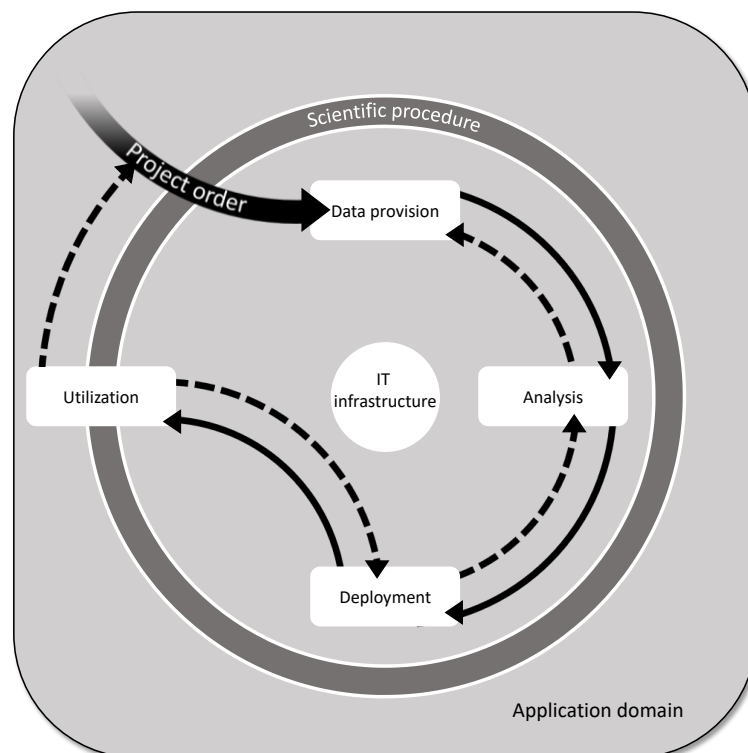 Scientific procedure
Project order
Data provision
IT
infrastructure
Utilization
Analysis
Deployment
Application domain